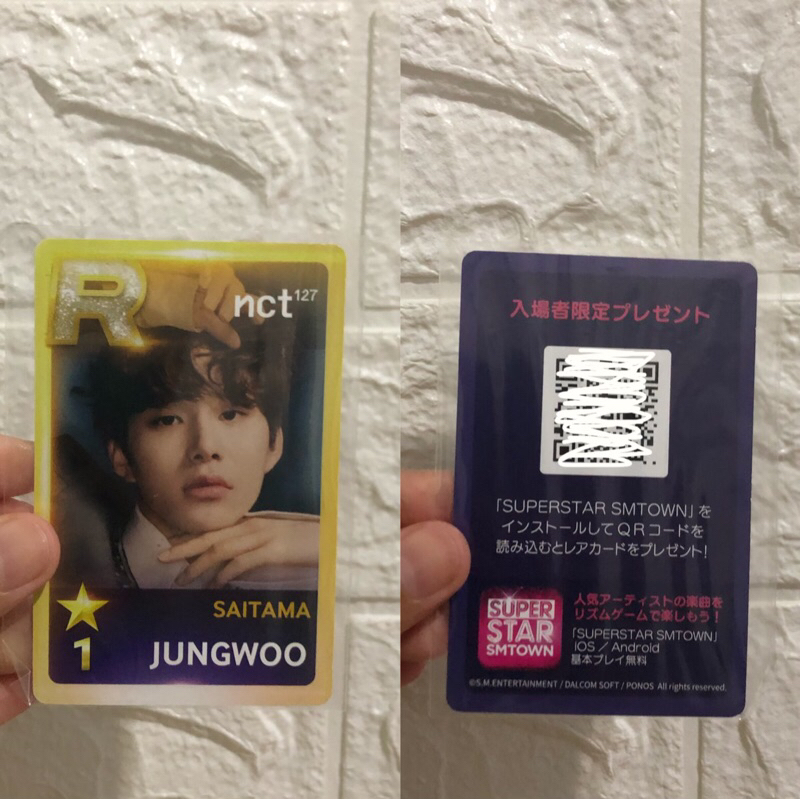 R
nct127
SAITAMA
1
JUNGWOO
入場者限定プレゼント
「SUPERSTAR SMTOWN」を
インストールしてQRコードを
読み込むとレアカードをプレゼント!
SUPER
STAR
SMTOWN
人気アーティストの楽曲を
リズムゲームで楽しもう!
「SUPERSTAR SMTOWN」
iOS / Android
基本プレイ無料
©S.M.ENTERTAINMENT / DALCOM SOFT / PONOS All rights reserved.